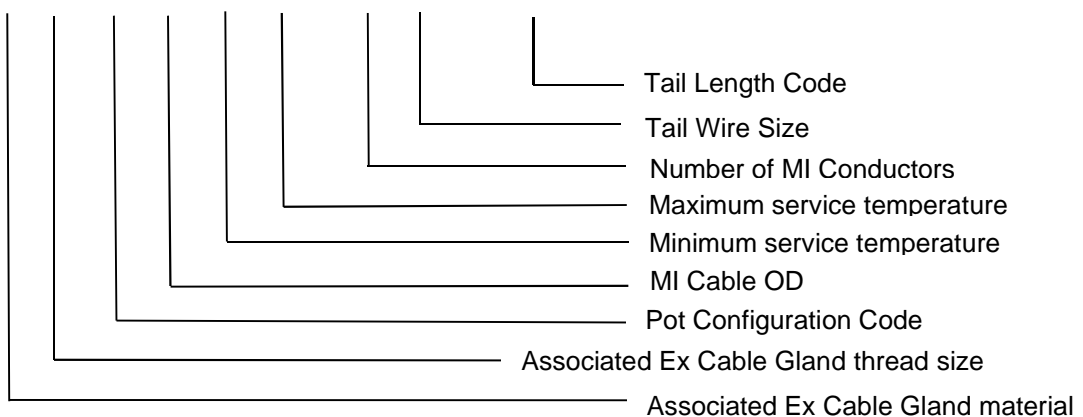 Tail Length Code
Tail Wire Size
Number of MI Conductors
Maximum service temperature
Minimum service temperature
MI Cable OD
Pot Configuration Code
Associated Ex Cable Gland thread size
Associated Ex Cable Gland material